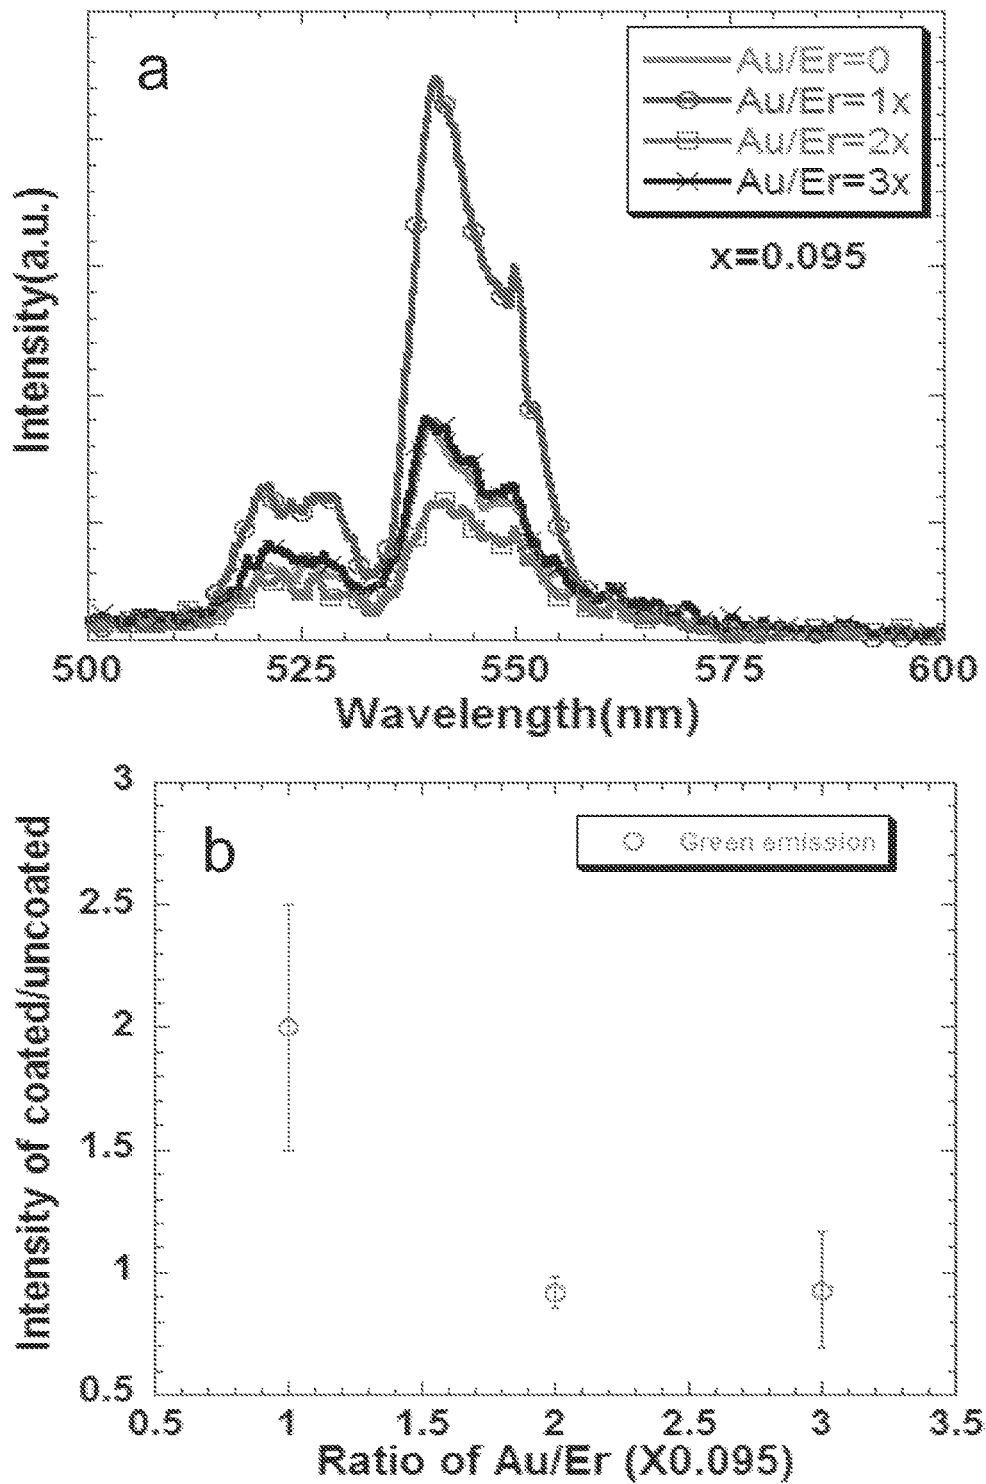 a
Au/Er=0
Au/Er=1x
Au/Er=2x
Au/Er=3x
x=0.095
Intensity(a.u.)
500 525 550 575 600
Wavelength(nm)
b
Green emission
3
2.5
2
1.5
1
0.5
Intensity of coated/uncoated
0.5 1 1.5 2 2.5 3 3.5
Ratio of Au/Er (X0.095)